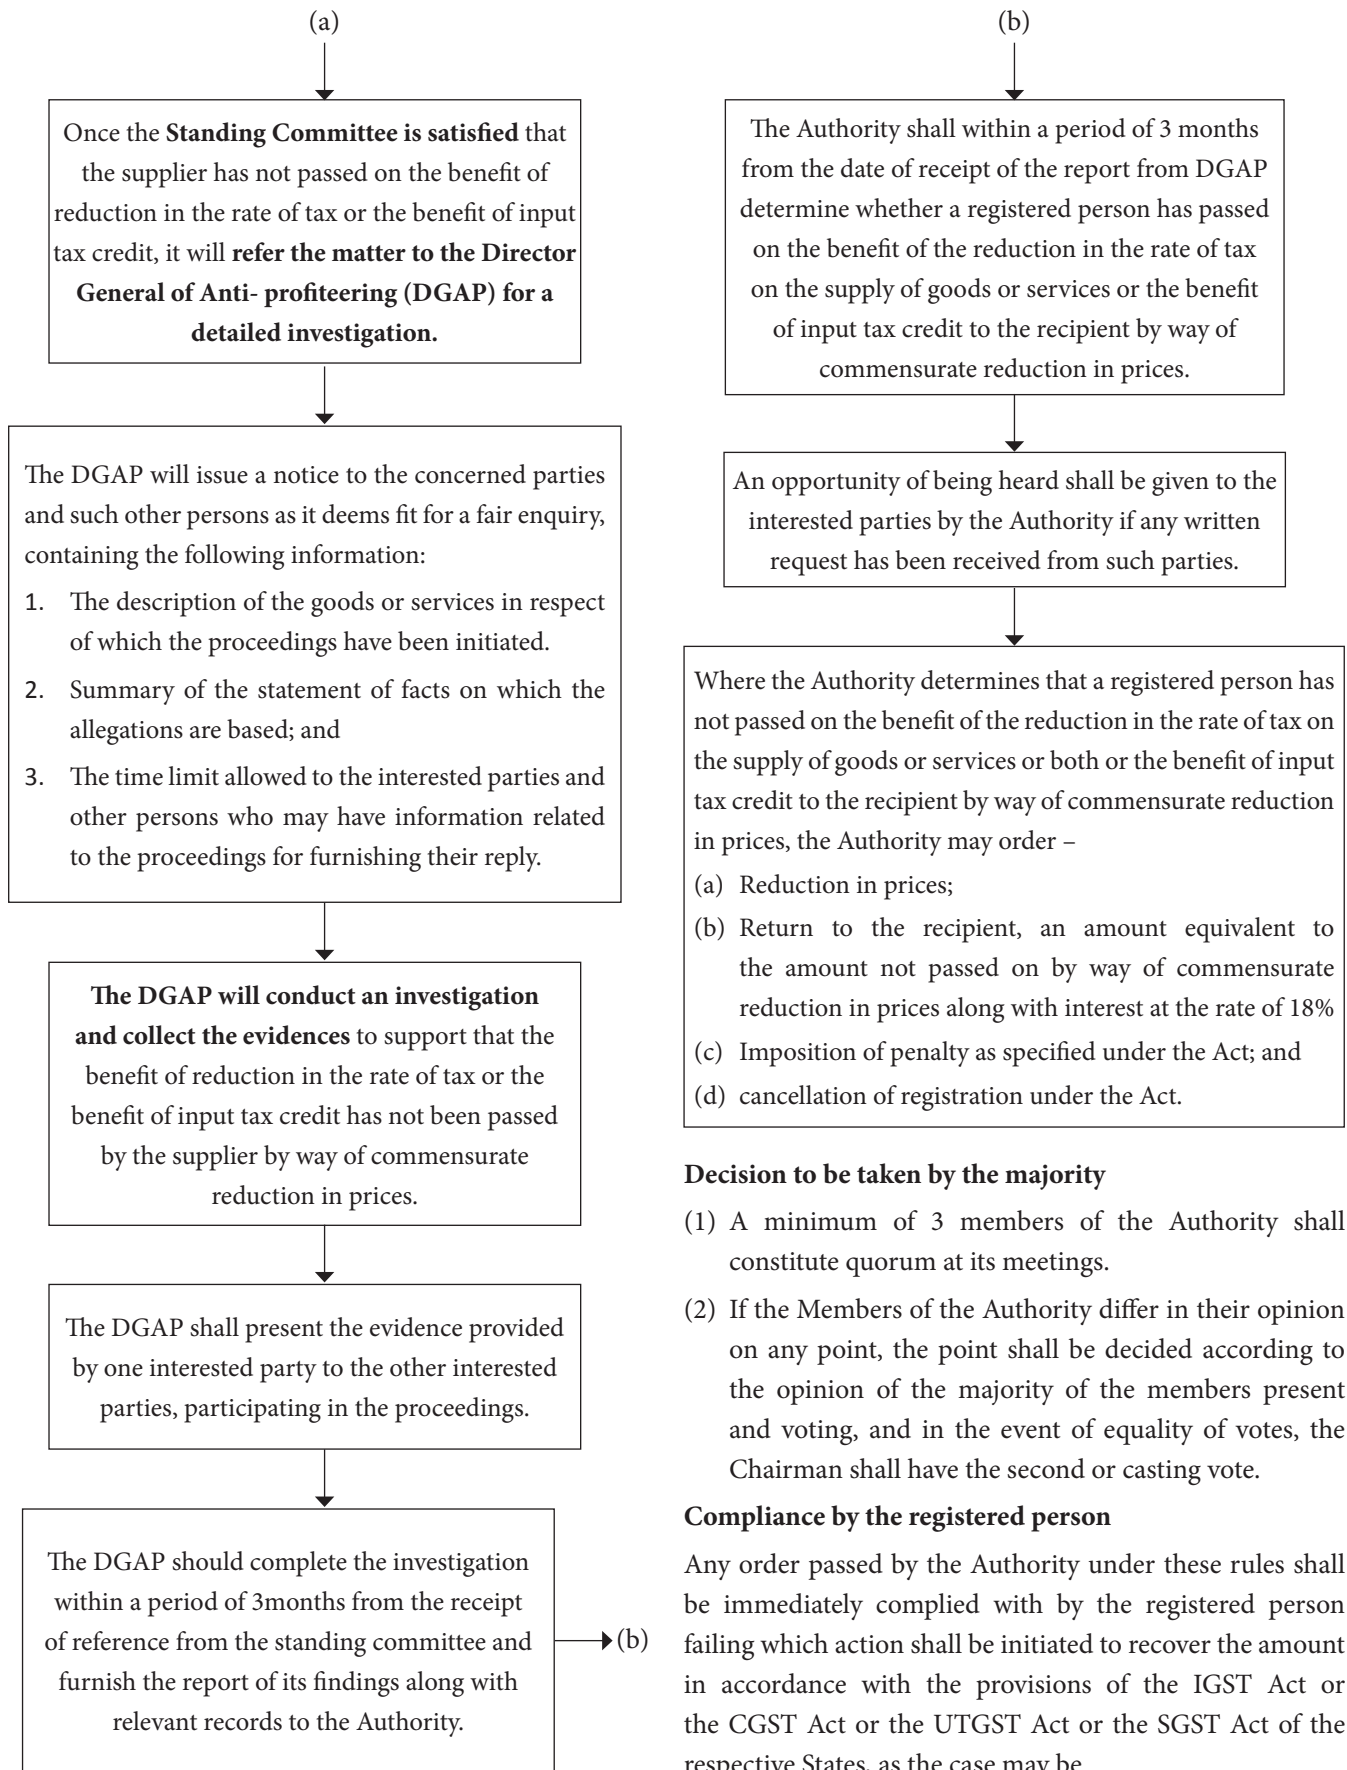 (a)
Once the Standing Committee is satisfied that
the supplier has not passed on the benefit of
reduction in the rate of tax or the benefit of input
tax credit, it will refer the matter to the Director
General of Anti- profiteering (DGAP) for a
detailed investigation.
The DGAP will issue a notice to the concerned parties
and such other persons as it deems fit for a fair enquiry,
containing the following information:
1. The description of the goods or services in respect
of which the proceedings have been initiated.
2. Summary of the statement of facts on which the
allegations are based; and
3. The time limit allowed to the interested parties and
other persons who may have information related
to the proceedings for furnishing their reply.
The DGAP will conduct an investigation
and collect the evidences to support that the
benefit of reduction in the rate of tax or the
benefit of input tax credit has not been passed
by the supplier by way of commensurate
reduction in prices.
The DGAP shall present the evidence provided
by one interested party to the other interested
parties, participating in the proceedings.
The DGAP should complete the investigation
within a period of 3months from the receipt
of reference from the standing committee and
furnish the report of its findings along with
relevant records to the Authority.
(b)
(b)
The Authority shall within a period of 3 months
from the date of receipt of the report from DGAP
determine whether a registered person has passed
on the benefit of the reduction in the rate of tax
on the supply of goods or services or the benefit
of input tax credit to the recipient by way of
commensurate reduction in prices.
An opportunity of being heard shall be given to the
interested parties by the Authority if any written
request has been received from such parties.
Where the Authority determines that a registered person has
not passed on the benefit of the reduction in the rate of tax on
the supply of goods or services or both or the benefit of input
tax credit to the recipient by way of commensurate reduction
in prices, the Authority may order –
(a) Reduction in prices;
(b) Return to the recipient, an amount equivalent to
the amount not passed on by way of commensurate
reduction in prices along with interest at the rate of 18%
(c) Imposition of penalty as specified under the Act; and
(d) cancellation of registration under the Act.
Decision to be taken by the majority
(1) A minimum of 3 members of the Authority shall
constitute quorum at its meetings.
(2) If the Members of the Authority differ in their opinion
on any point, the point shall be decided according to
the opinion of the majority of the members present
and voting, and in the event of equality of votes, the
Chairman shall have the second or casting vote.
Compliance by the registered person
Any order passed by the Authority under these rules shall
be immediately complied with by the registered person
failing which action shall be initiated to recover the amount
in accordance with the provisions of the IGST Act or
the CGST Act or the UTGST Act or the SGST Act of the
respective States, as the case may be